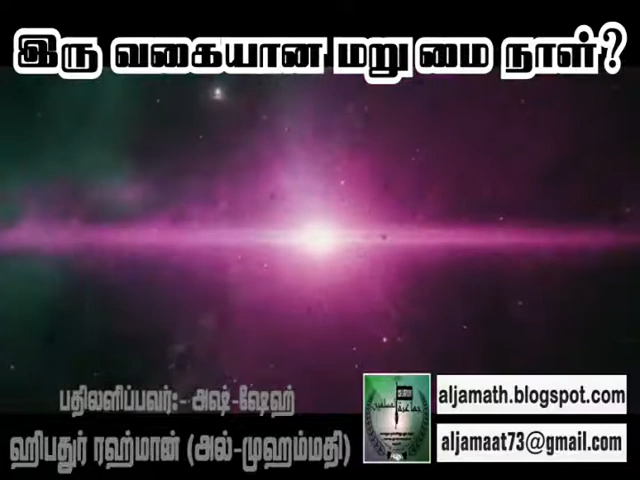 இரு வகையான மறுமை நாள்?
பதிலளிப்பவர்:- அஷ்-ஷேஹ்
ஹிபதுர் ரஹ்மான் (அல்-முஹம்மதி)
aljamath.blogspot.com
aljamaat73@gmail.com